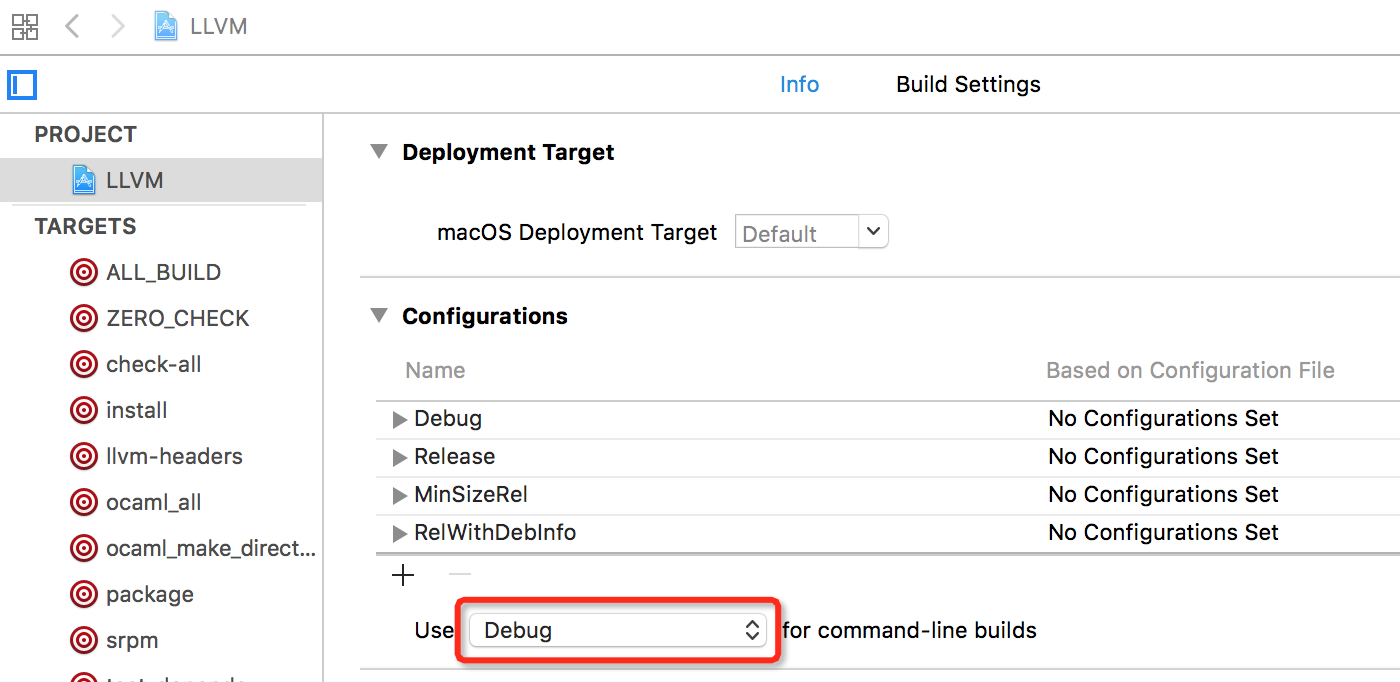 LLVM
Info Build Settings
PROJECT
LLVM
TARGETS
ALL_BUILD
ZERO_CHECK
check-all
install
llvm-headers
ocaml_all
ocaml_make_direct...
package
srpm
Deployment Target
macOS Deployment Target Default
Configurations
Name Based on Configuration File
Debug No Configurations Set
Release No Configurations Set
MinSizeRel No Configurations Set
RelWithDebInfo No Configurations Set
Use Debug for command-line builds